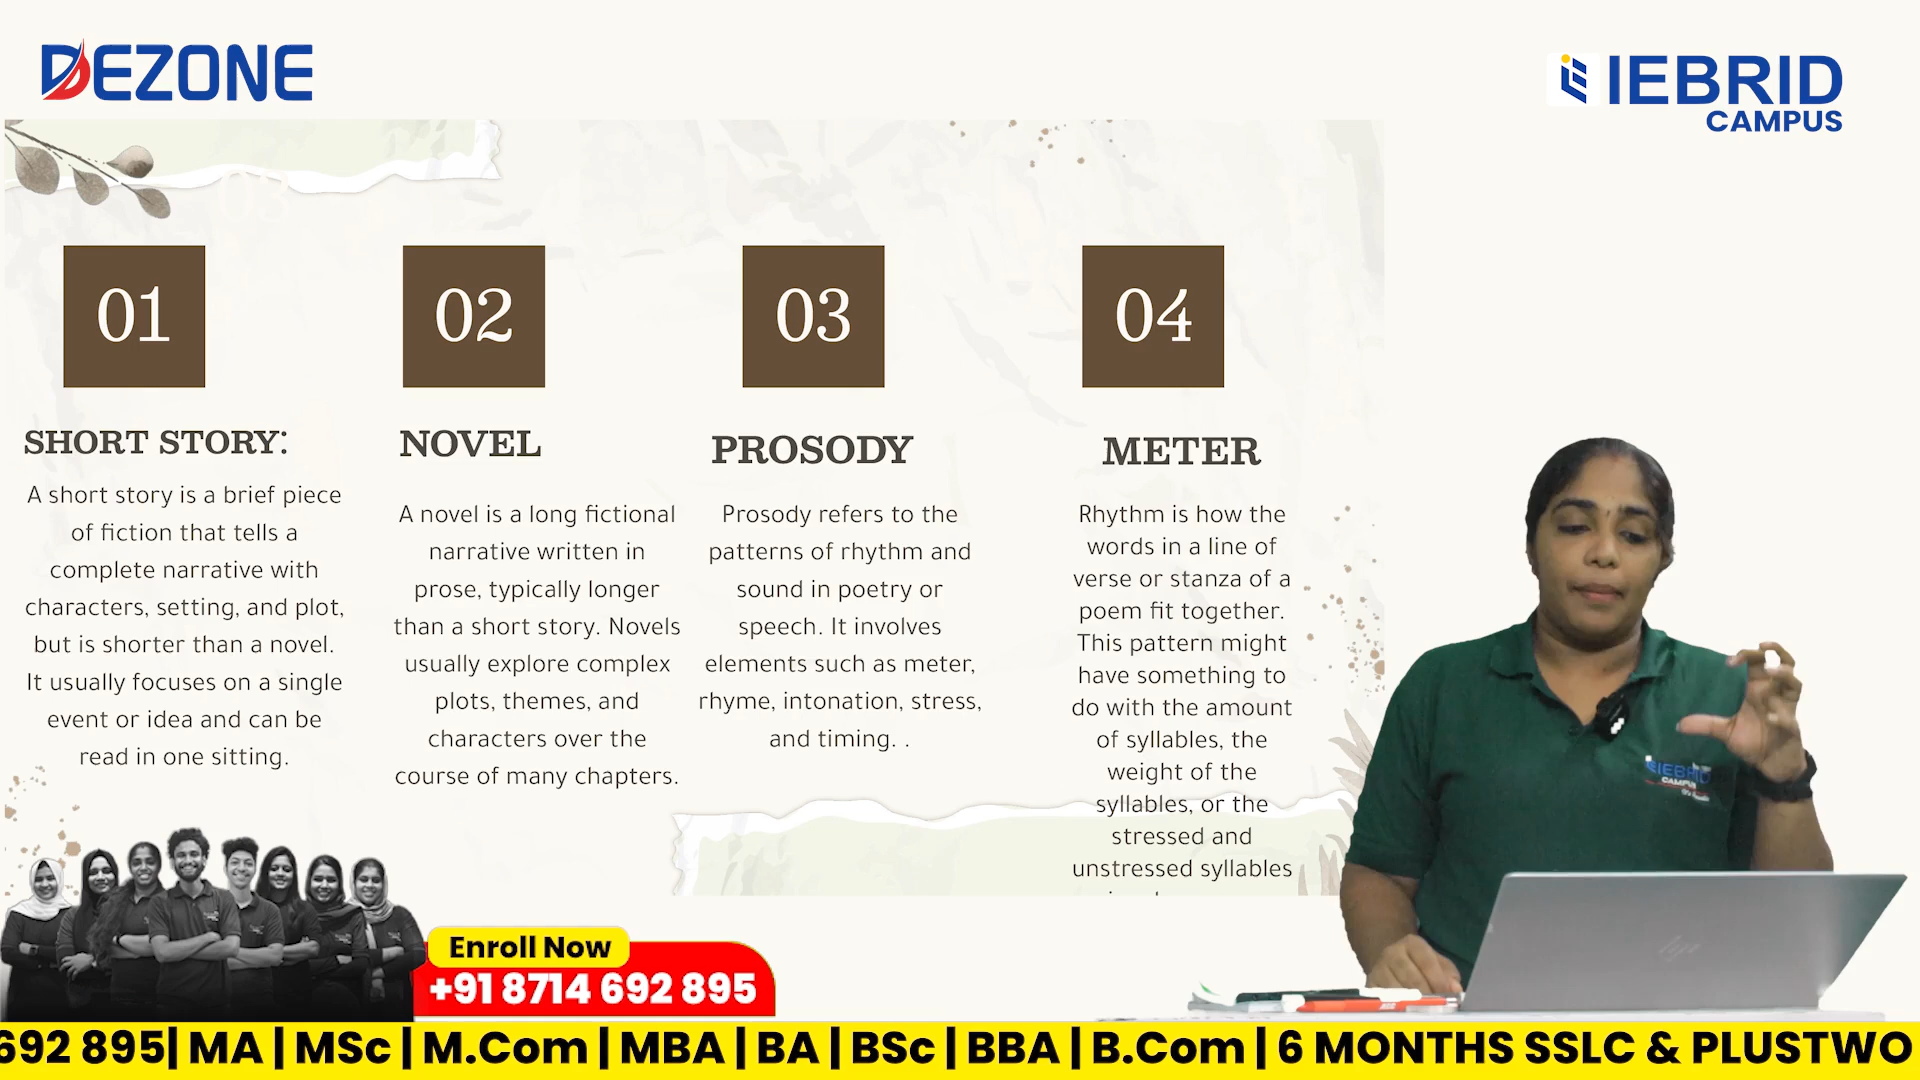 DEZONE
IEBRID
CAMPUS
01
02
03
04
SHORT STORY:
A short story is a brief piece
of fiction that tells a
complete narrative with
characters, setting, and plot,
but is shorter than a novel.
It usually focuses on a single
event or idea and can be
read in one sitting.
NOVEL
A novel is a long fictional
narrative written in
prose, typically longer
than a short story. Novels
usually explore complex
plots, themes, and
characters over the
course of many chapters.
PROSODY
Prosody refers to the
patterns of rhythm and
sound in poetry or
speech. It involves
elements such as meter,
rhyme, intonation, stress,
and timing. .
METER
Rhythm is how the
words in a line of
verse or stanza of a
poem fit together.
This pattern might
have something to
do with the amount
of syllables, the
weight of the
syllables, or the
stressed and
unstressed syllables
IEBRID
CAMPUS
hp
Enroll Now
+91 8714 692 895
692 895| MA | MSc | M.Com | MBA | BA | BSc | BBA | B.Com | 6 MONTHS SSLC & PLUSTWO